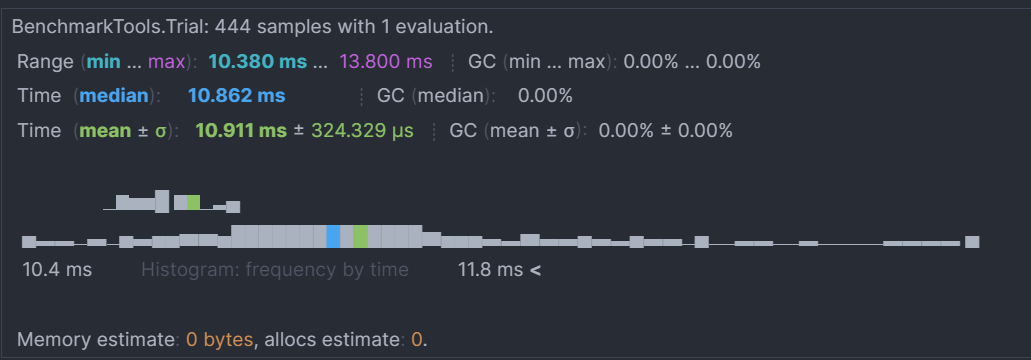 BenchmarkTools.Trial: 444 samples with 1 evaluation.
Range (min … max): 10.380 ms … 13.800 ms ┊ GC (min … max): 0.00% … 0.00%
Time (median): 10.862 ms ┊ GC (median): 0.00%
Time (mean ± σ): 10.911 ms ± 324.329 μs ┊ GC (mean ± σ): 0.00% ± 0.00%
10.4 ms Histogram: frequency by time 11.8 ms <
Memory estimate: 0 bytes, allocs estimate: 0.